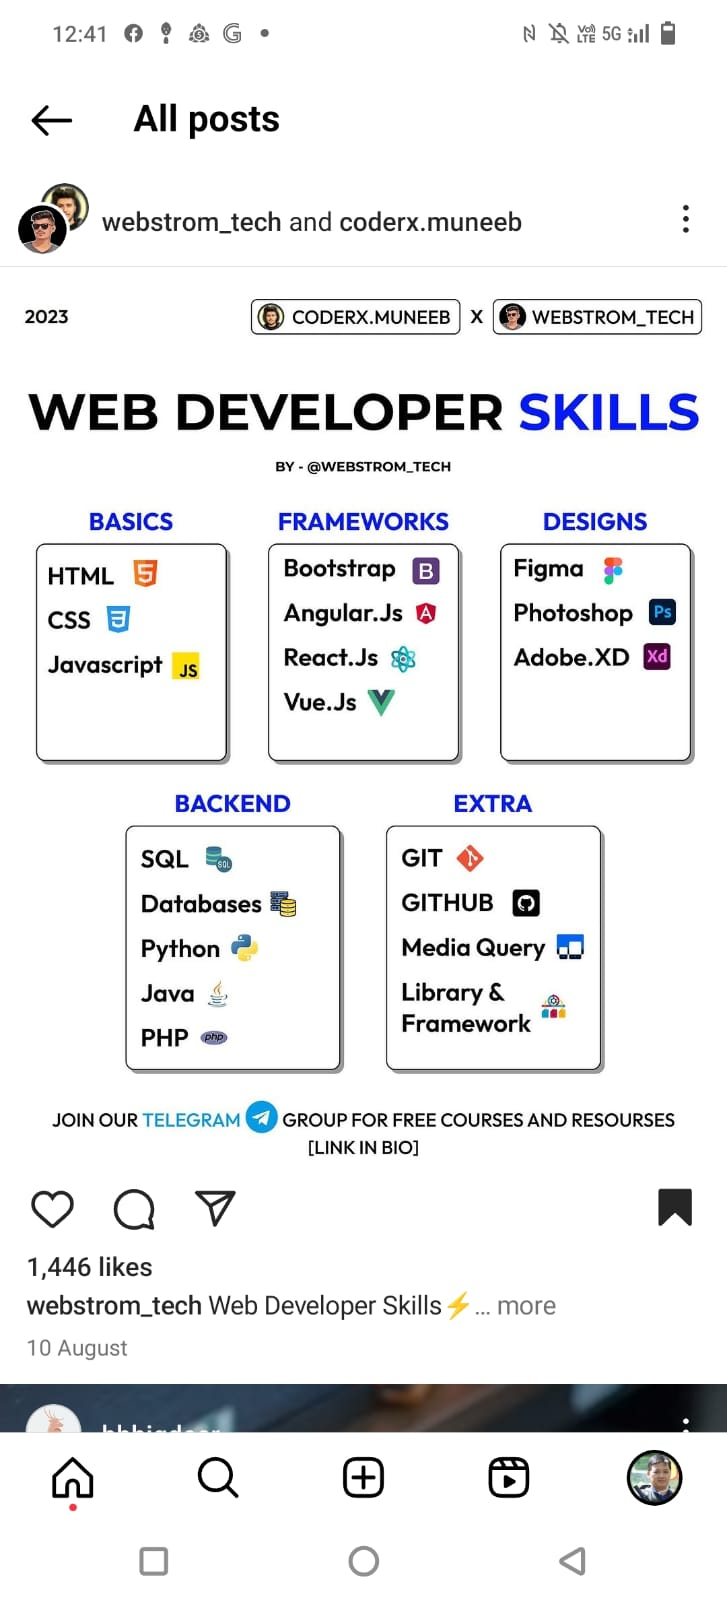 12:41
5G
All posts
webstrom_tech and coderx.muneeb
2023
CODERX.MUNEEB X WEBSTROM_TECH
WEB DEVELOPER SKILLS
BY - @WEBSTROM_TECH
BASICS
HTML
CSS
Javascript JS
FRAMEWORKS
Bootstrap B
Angular.Js A
React.Js
Vue.Js
DESIGNS
Figma
Photoshop Ps
Adobe.XD Xd
BACKEND
SQL SQL
Databases
Python
Java
PHP php
EXTRA
GIT
GITHUB
Media Query
Library &
Framework
JOIN OUR TELEGRAM GROUP FOR FREE COURSES AND RESOURSES
[LINK IN BIO]
1,446 likes
webstrom_tech Web Developer Skills⚡... more
10 August